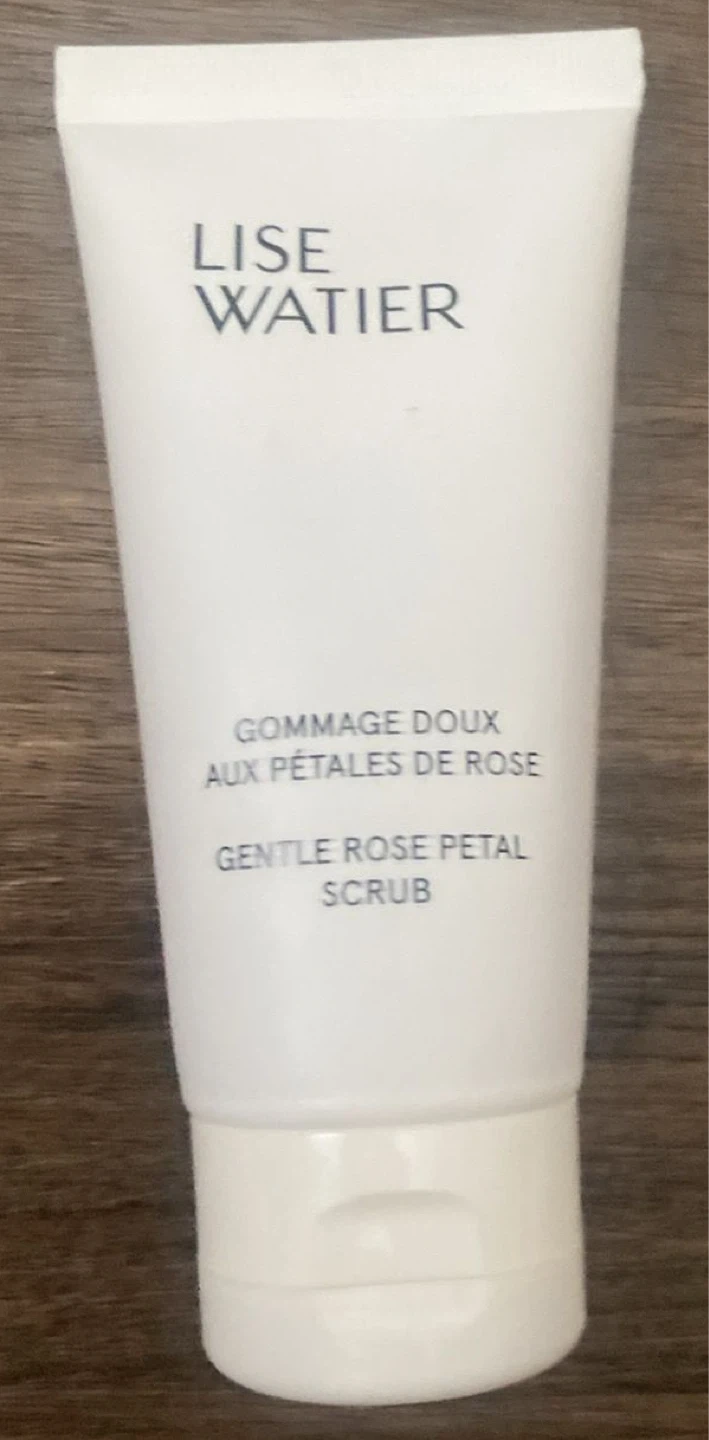 LISE
WATIER
GOMMAGE DOUX
AUX PÉTALES DE ROSE
GENTLE ROSE PETAL
SCRUB